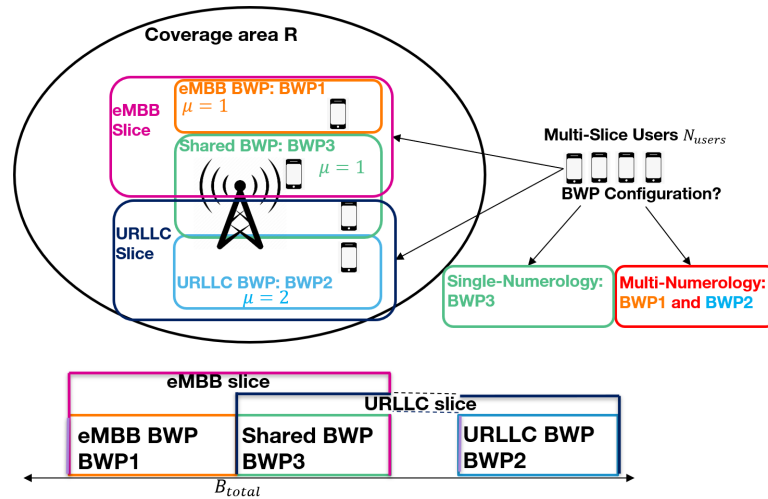 Coverage area R
eMBB BWP: BWP1
μ = 1
eMBB
Slice
Shared BWP: BWP3
μ = 1
URLLC
Slice
URLLC BWP: BWP2
μ = 2
Multi-Slice Users N_users
BWP Configuration?
Single-Numerology:
BWP3
Multi-Numerology:
BWP1 and BWP2
eMBB slice
URLLC slice
eMBB BWP
BWP1
Shared BWP
BWP3
URLLC BWP
BWP2
B_total